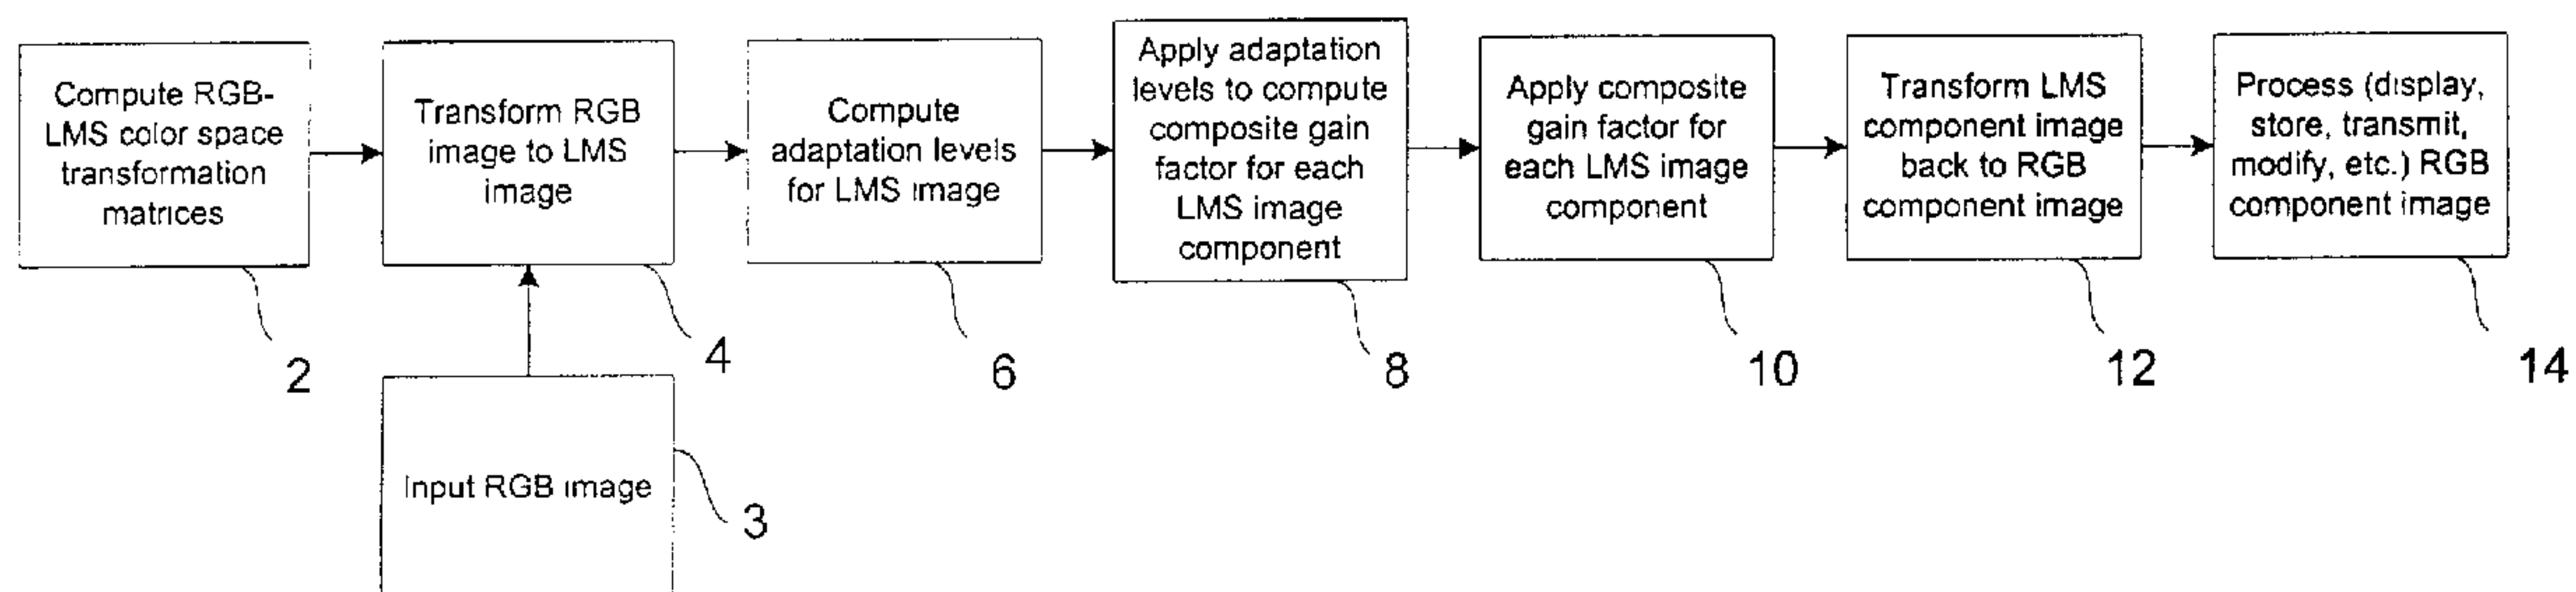 Compute RGB-
LMS color space
transformation
matrices
2
Transform RGB
image to LMS
image
4
Input RGB image
3
Compute
adaptation levels
for LMS image
6
Apply adaptation
levels to compute
composite gain
factor for each
LMS image
component
8
Apply composite
gain factor for
each LMS image
component
10
Transform LMS
component image
back to RGB
component image
12
Process (display,
store, transmit,
modify, etc.) RGB
component image
14